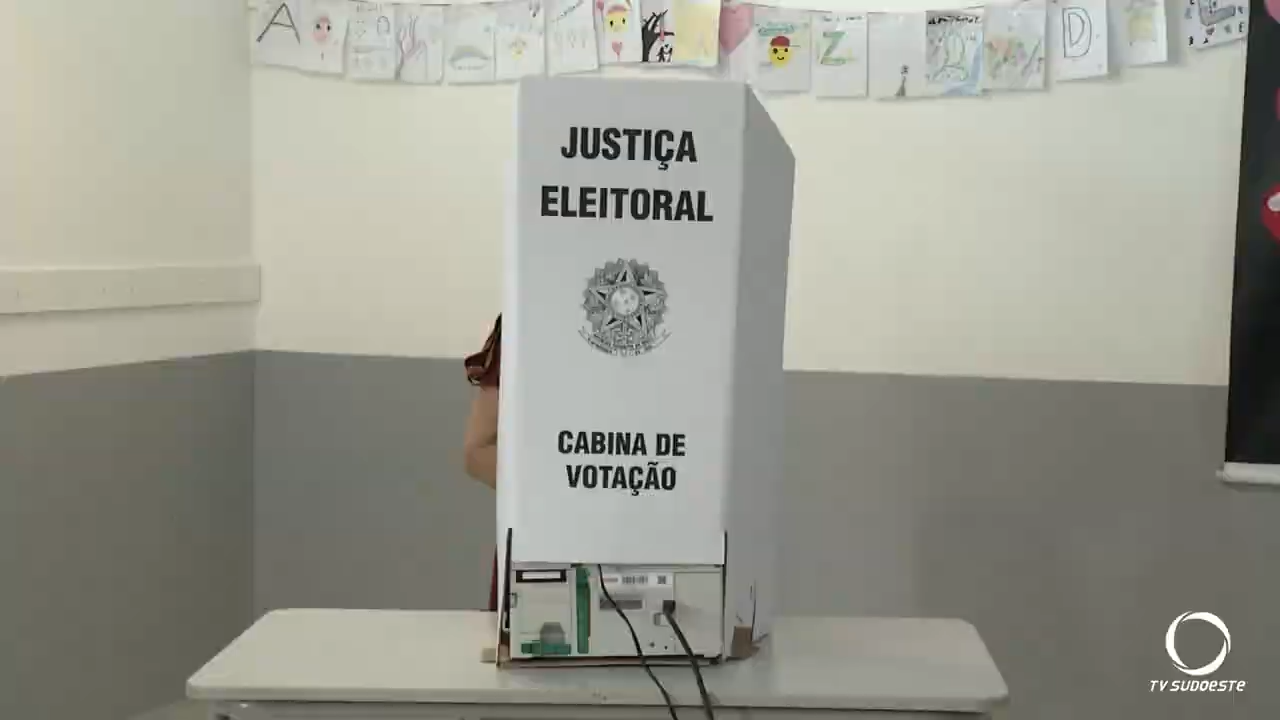 A
Z
D
JUSTIÇA
ELEITORAL
CABINA DE
VOTAÇÃO
TV SUDOESTE